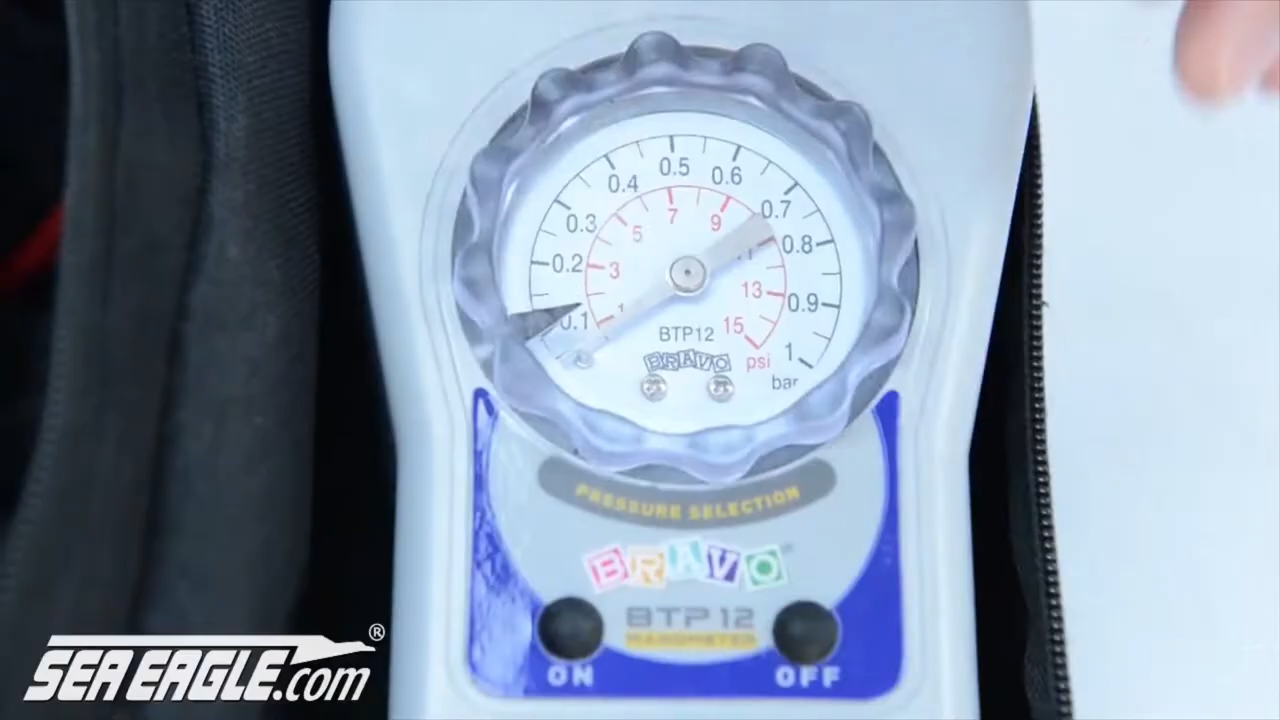 0.5
0.4 0.6
0.3 0.7
0.2 0.8
0.1 0.9
1
bar
7
5 9
3 11
1 13
15
psi
BTP12
BRAVO
PRESSURE SELECTION
BRAVO
BTP 12
MANOMETER
ON OFF
SEA EAGLE.com®